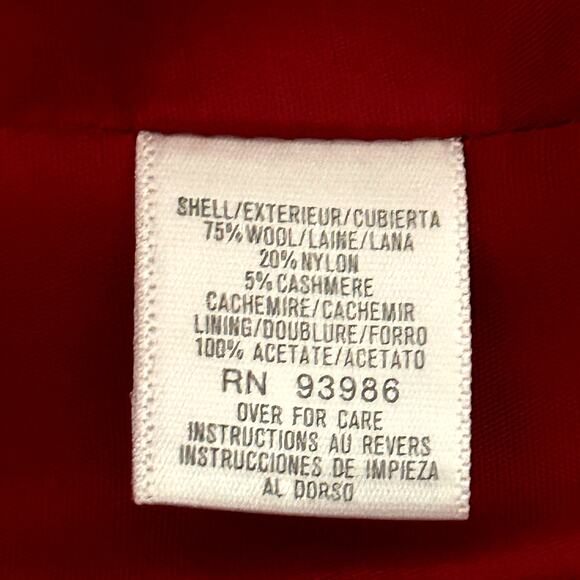 SHELL/EXTERIEUR/CUBIERTA
75% WOOL/LAINE/LANA
20% NYLON
5% CASHMERE
CACHEMIRE/CACHEMIR
LINING/DOUBLURE/FORRO
100% ACETATE/ACETATO
RN 93986
OVER FOR CARE
INSTRUCTIONS AU REVERS
INSTRUCCIONES DE IMPIEZA
AL DORSO